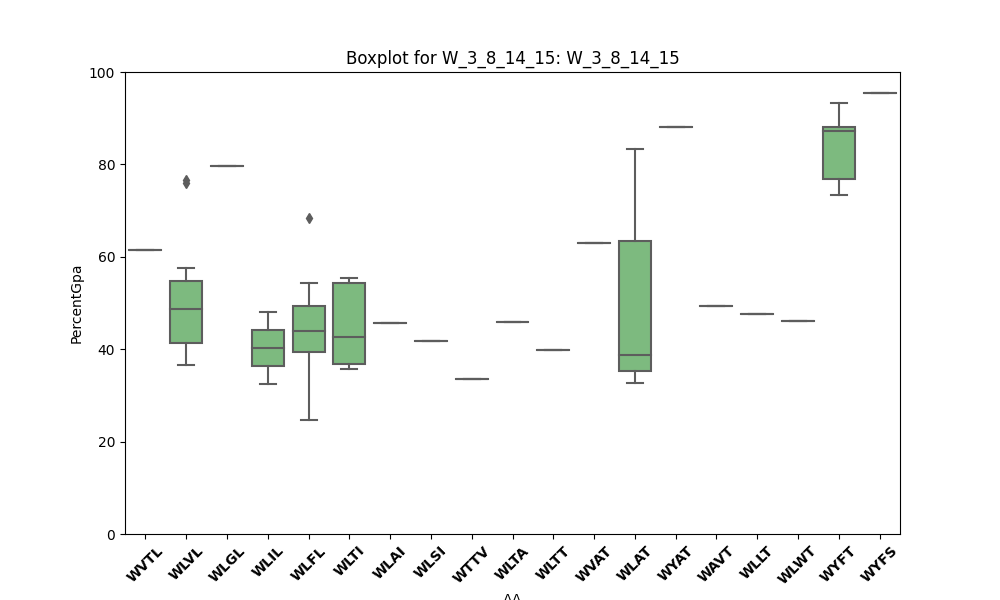 Boxplot for W_3_8_14_15: W_3_8_14_15
PercentGpa
100
80
60
40
20
0
WVTL WLVL WLGL WLIL WLFL WLTI WLAI WLSI WTTV WLTA WLTT WVAT WLAT WYAT WAVT WLLT WLWT WYFT WYFS
AA